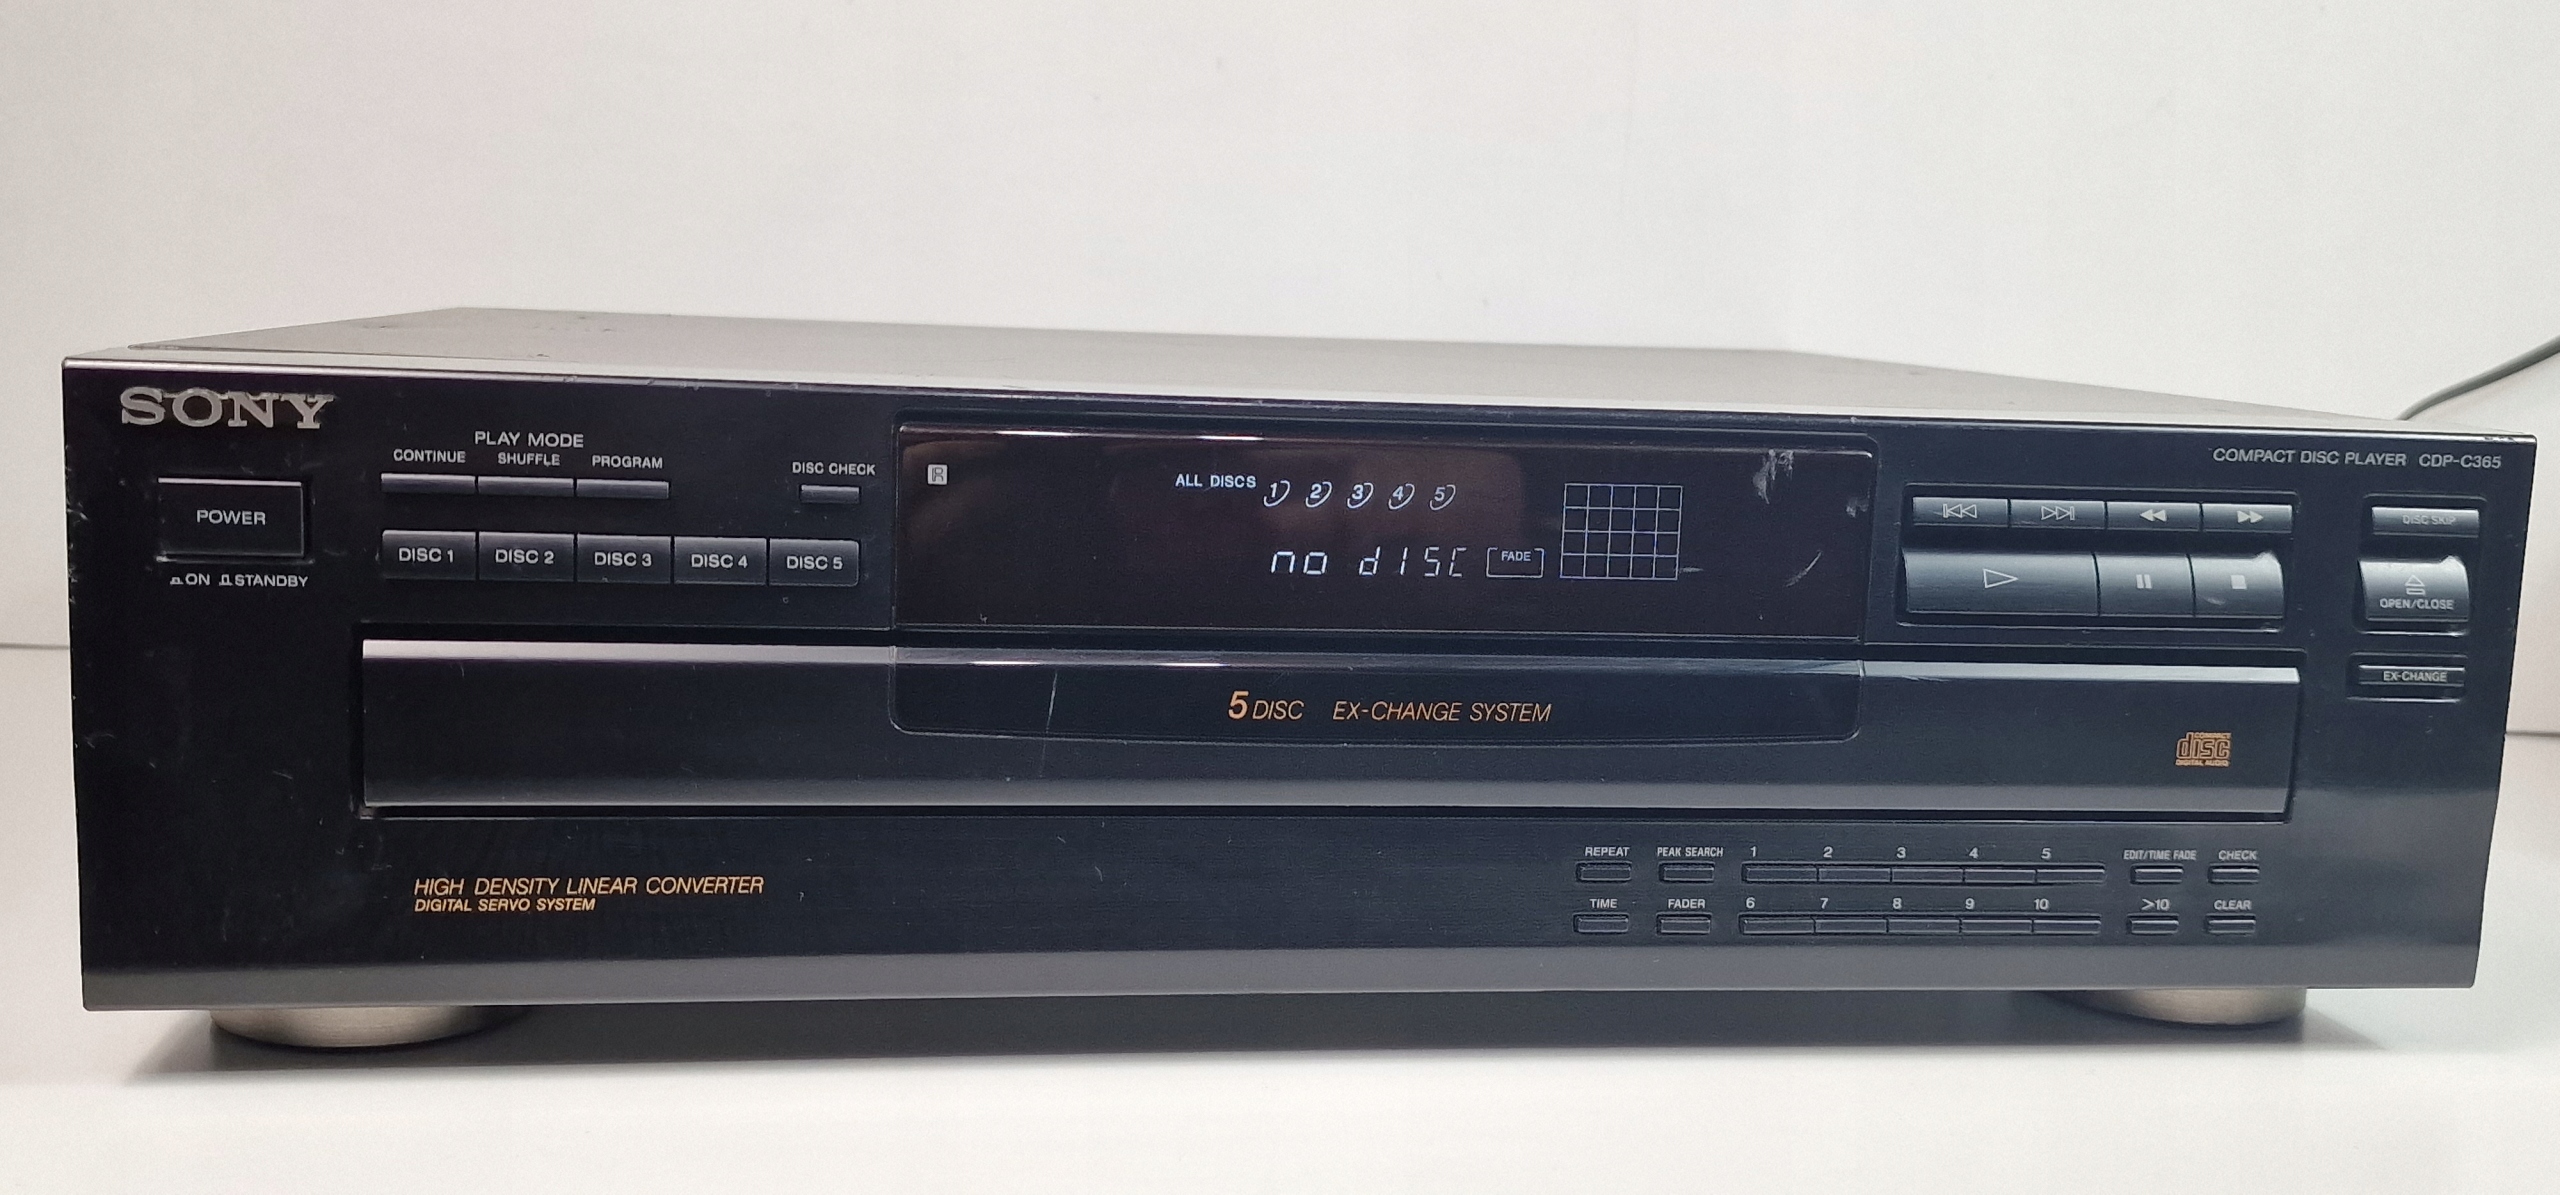 SONY
PLAY MODE
CONTINUE SHUFFLE PROGRAM
DISC CHECK
POWER
ON STANDBY
DISC 1 DISC 2 DISC 3 DISC 4 DISC 5
R
ALL DISCS 1 2 3 4 5
no dISC FADE
COMPACT DISC PLAYER CDP-C365
DISC SKIP
OPEN/CLOSE
EX-CHANGE
5 DISC EX-CHANGE SYSTEM
COMPACT
disc
DIGITAL AUDIO
HIGH DENSITY LINEAR CONVERTER
DIGITAL SERVO SYSTEM
REPEAT PEAK SEARCH 1 2 3 4 5 EDIT/TIME FADE CHECK
TIME FADER 6 7 8 9 10 >10 CLEAR